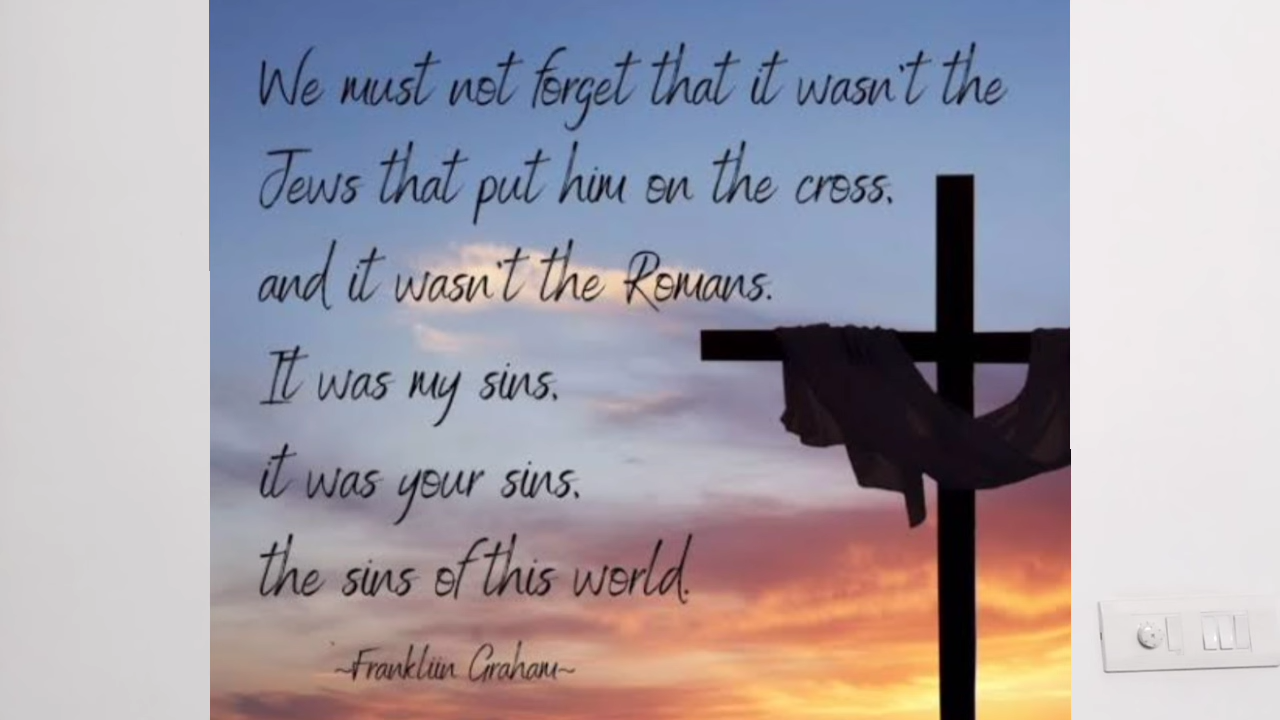 We must not forget that it wasn't the
Jews that put him on the cross,
and it wasn't the Romans.
It was my sins,
it was your sins,
the sins of this world.
~Frankliin Graham~